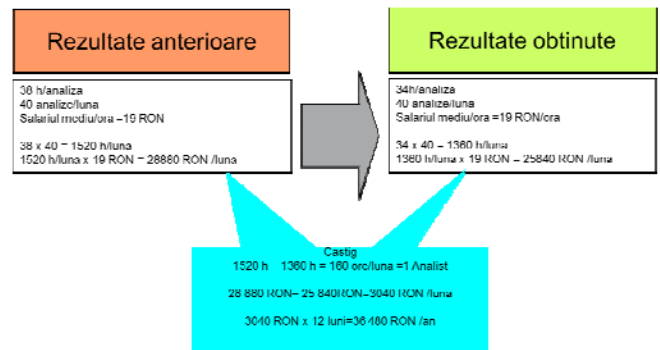 Rezultate anterioare
38 h/analiza
40 analize/luna
Salariul mediu/ora =19 RON
38 x 40 = 1520 h/luna
1520 h/luna x 19 RON = 28880 RON /luna
Rezultate obtinute
34h/analiza
40 analize/luna
Salariul mediu/ora =19 RON/ora
34 x 40 = 1360 h/luna
1360 h/luna x 19 RON = 25840 RON /luna
Castig
1520 h – 1360 h = 160 ore/luna =1 Analist
28 880 RON– 25 840RON=3040 RON /luna
3040 RON x 12 luni=36 480 RON /an